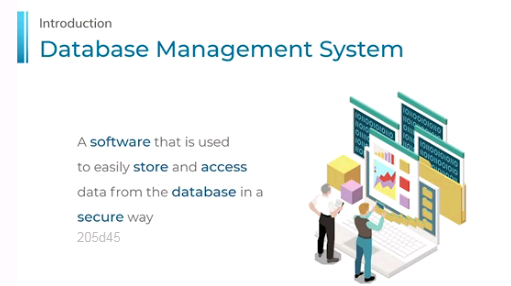 Introduction
Database Management System
A software that is used
to easily store and access
data from the database in a
secure way
205d45